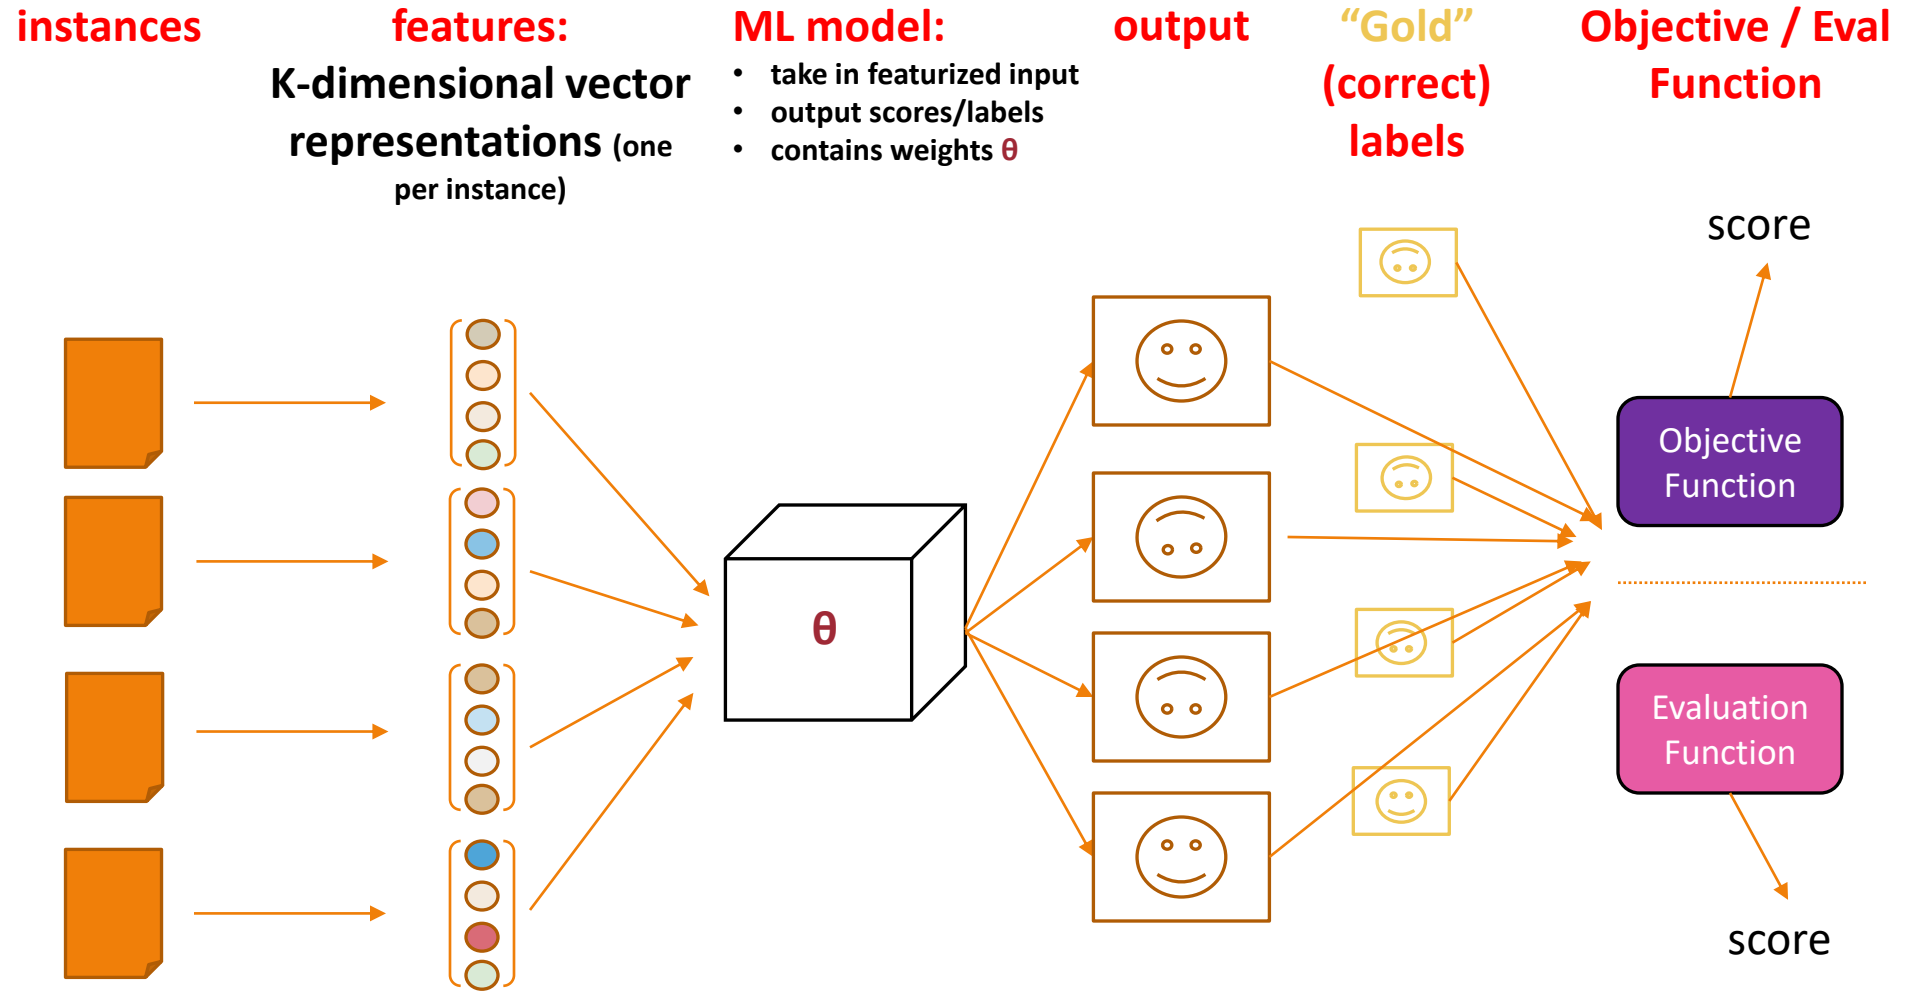 instances
features:
K-dimensional vector
representations (one
per instance)
ML model:
• take in featurized input
• output scores/labels
• contains weights θ
output
“Gold”
(correct)
labels
Objective / Eval
Function
score
Objective
Function
θ
Evaluation
Function
score